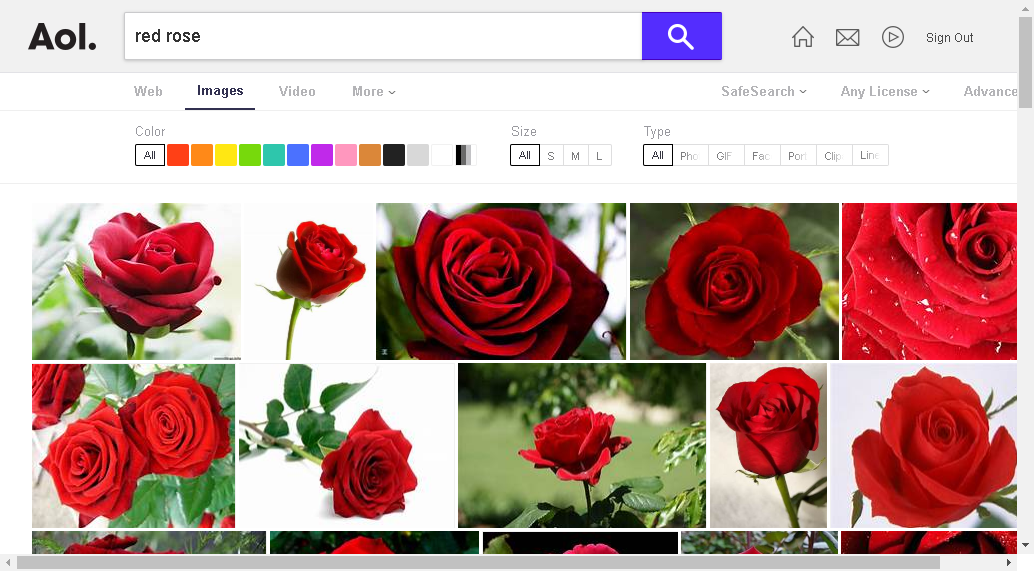 Aol.
red rose
Sign Out
Web Images Video More
SafeSearch Any License Advance
Color Size Type
All All S M L All Pho GIF Fac Por Clip Line